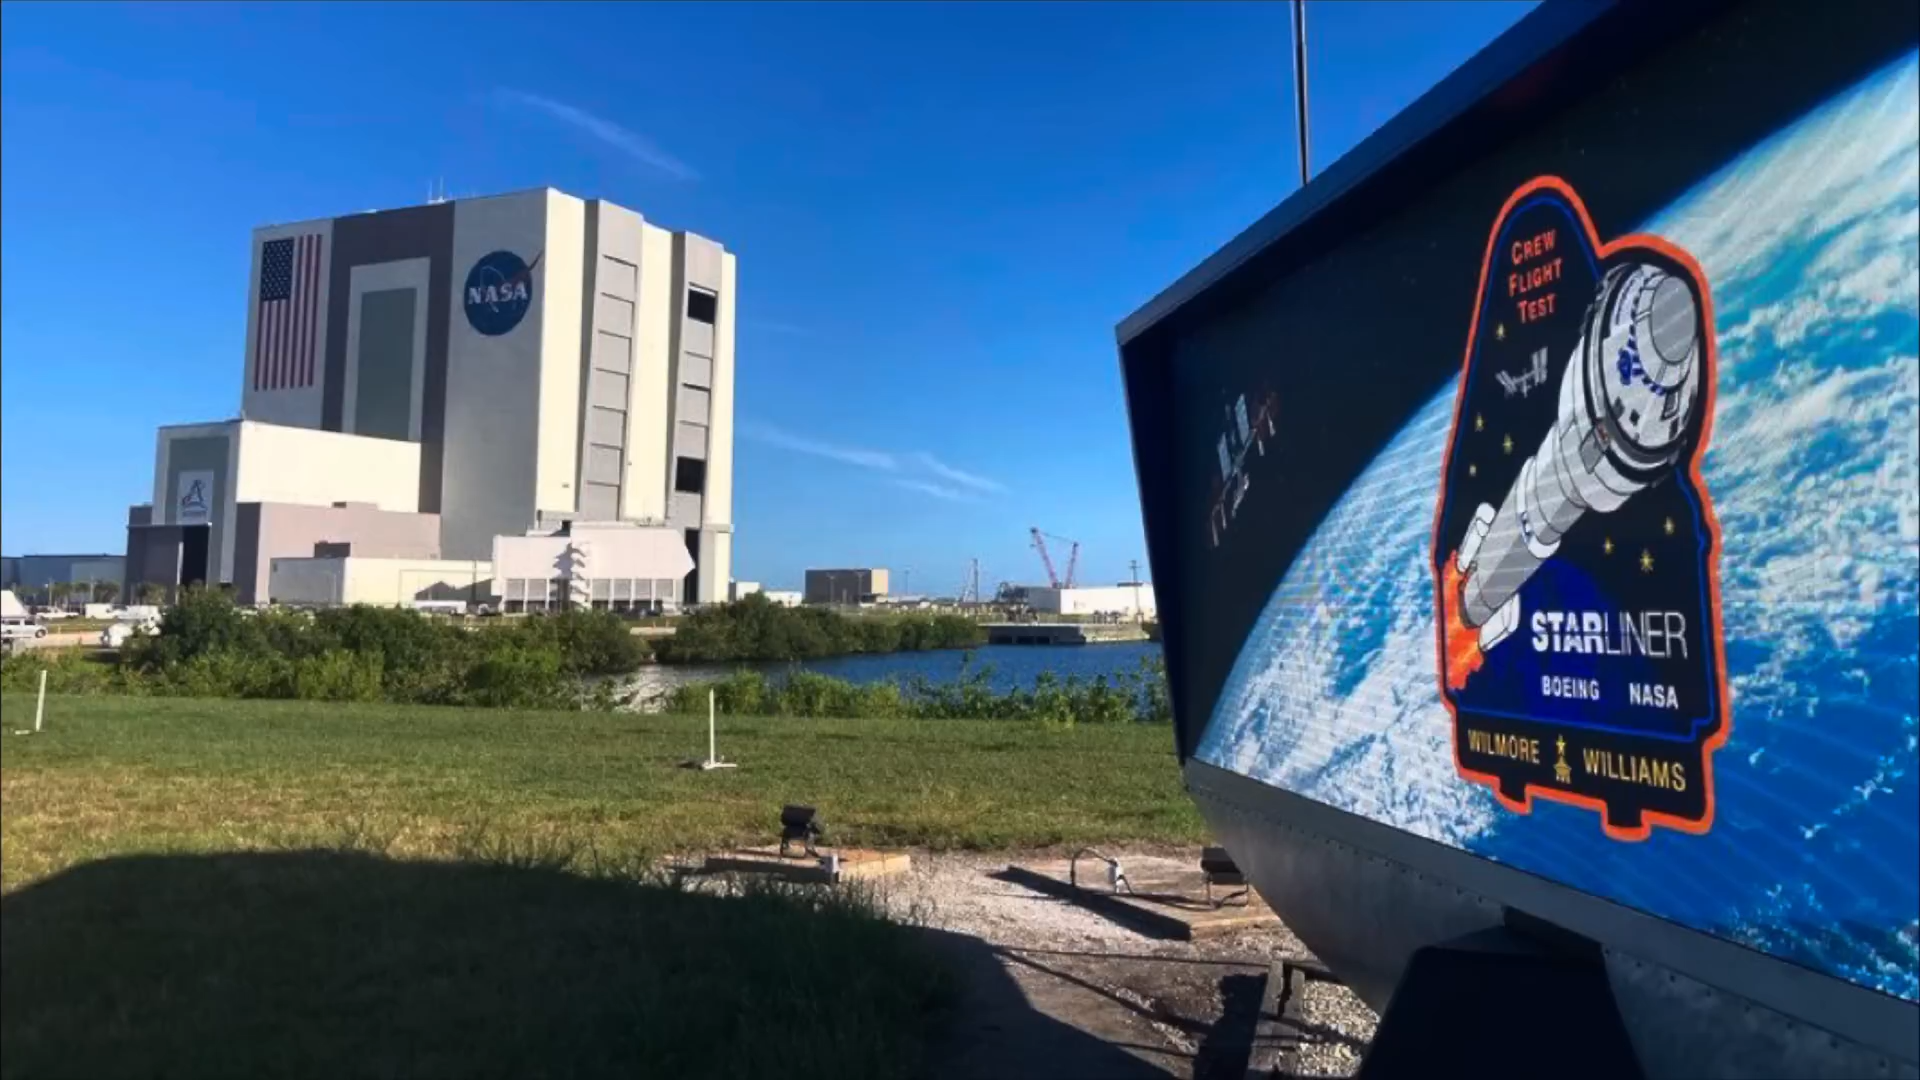 NASA
CREW
FLIGHT
TEST
STARLINER
BOEING NASA
WILMORE WILLIAMS